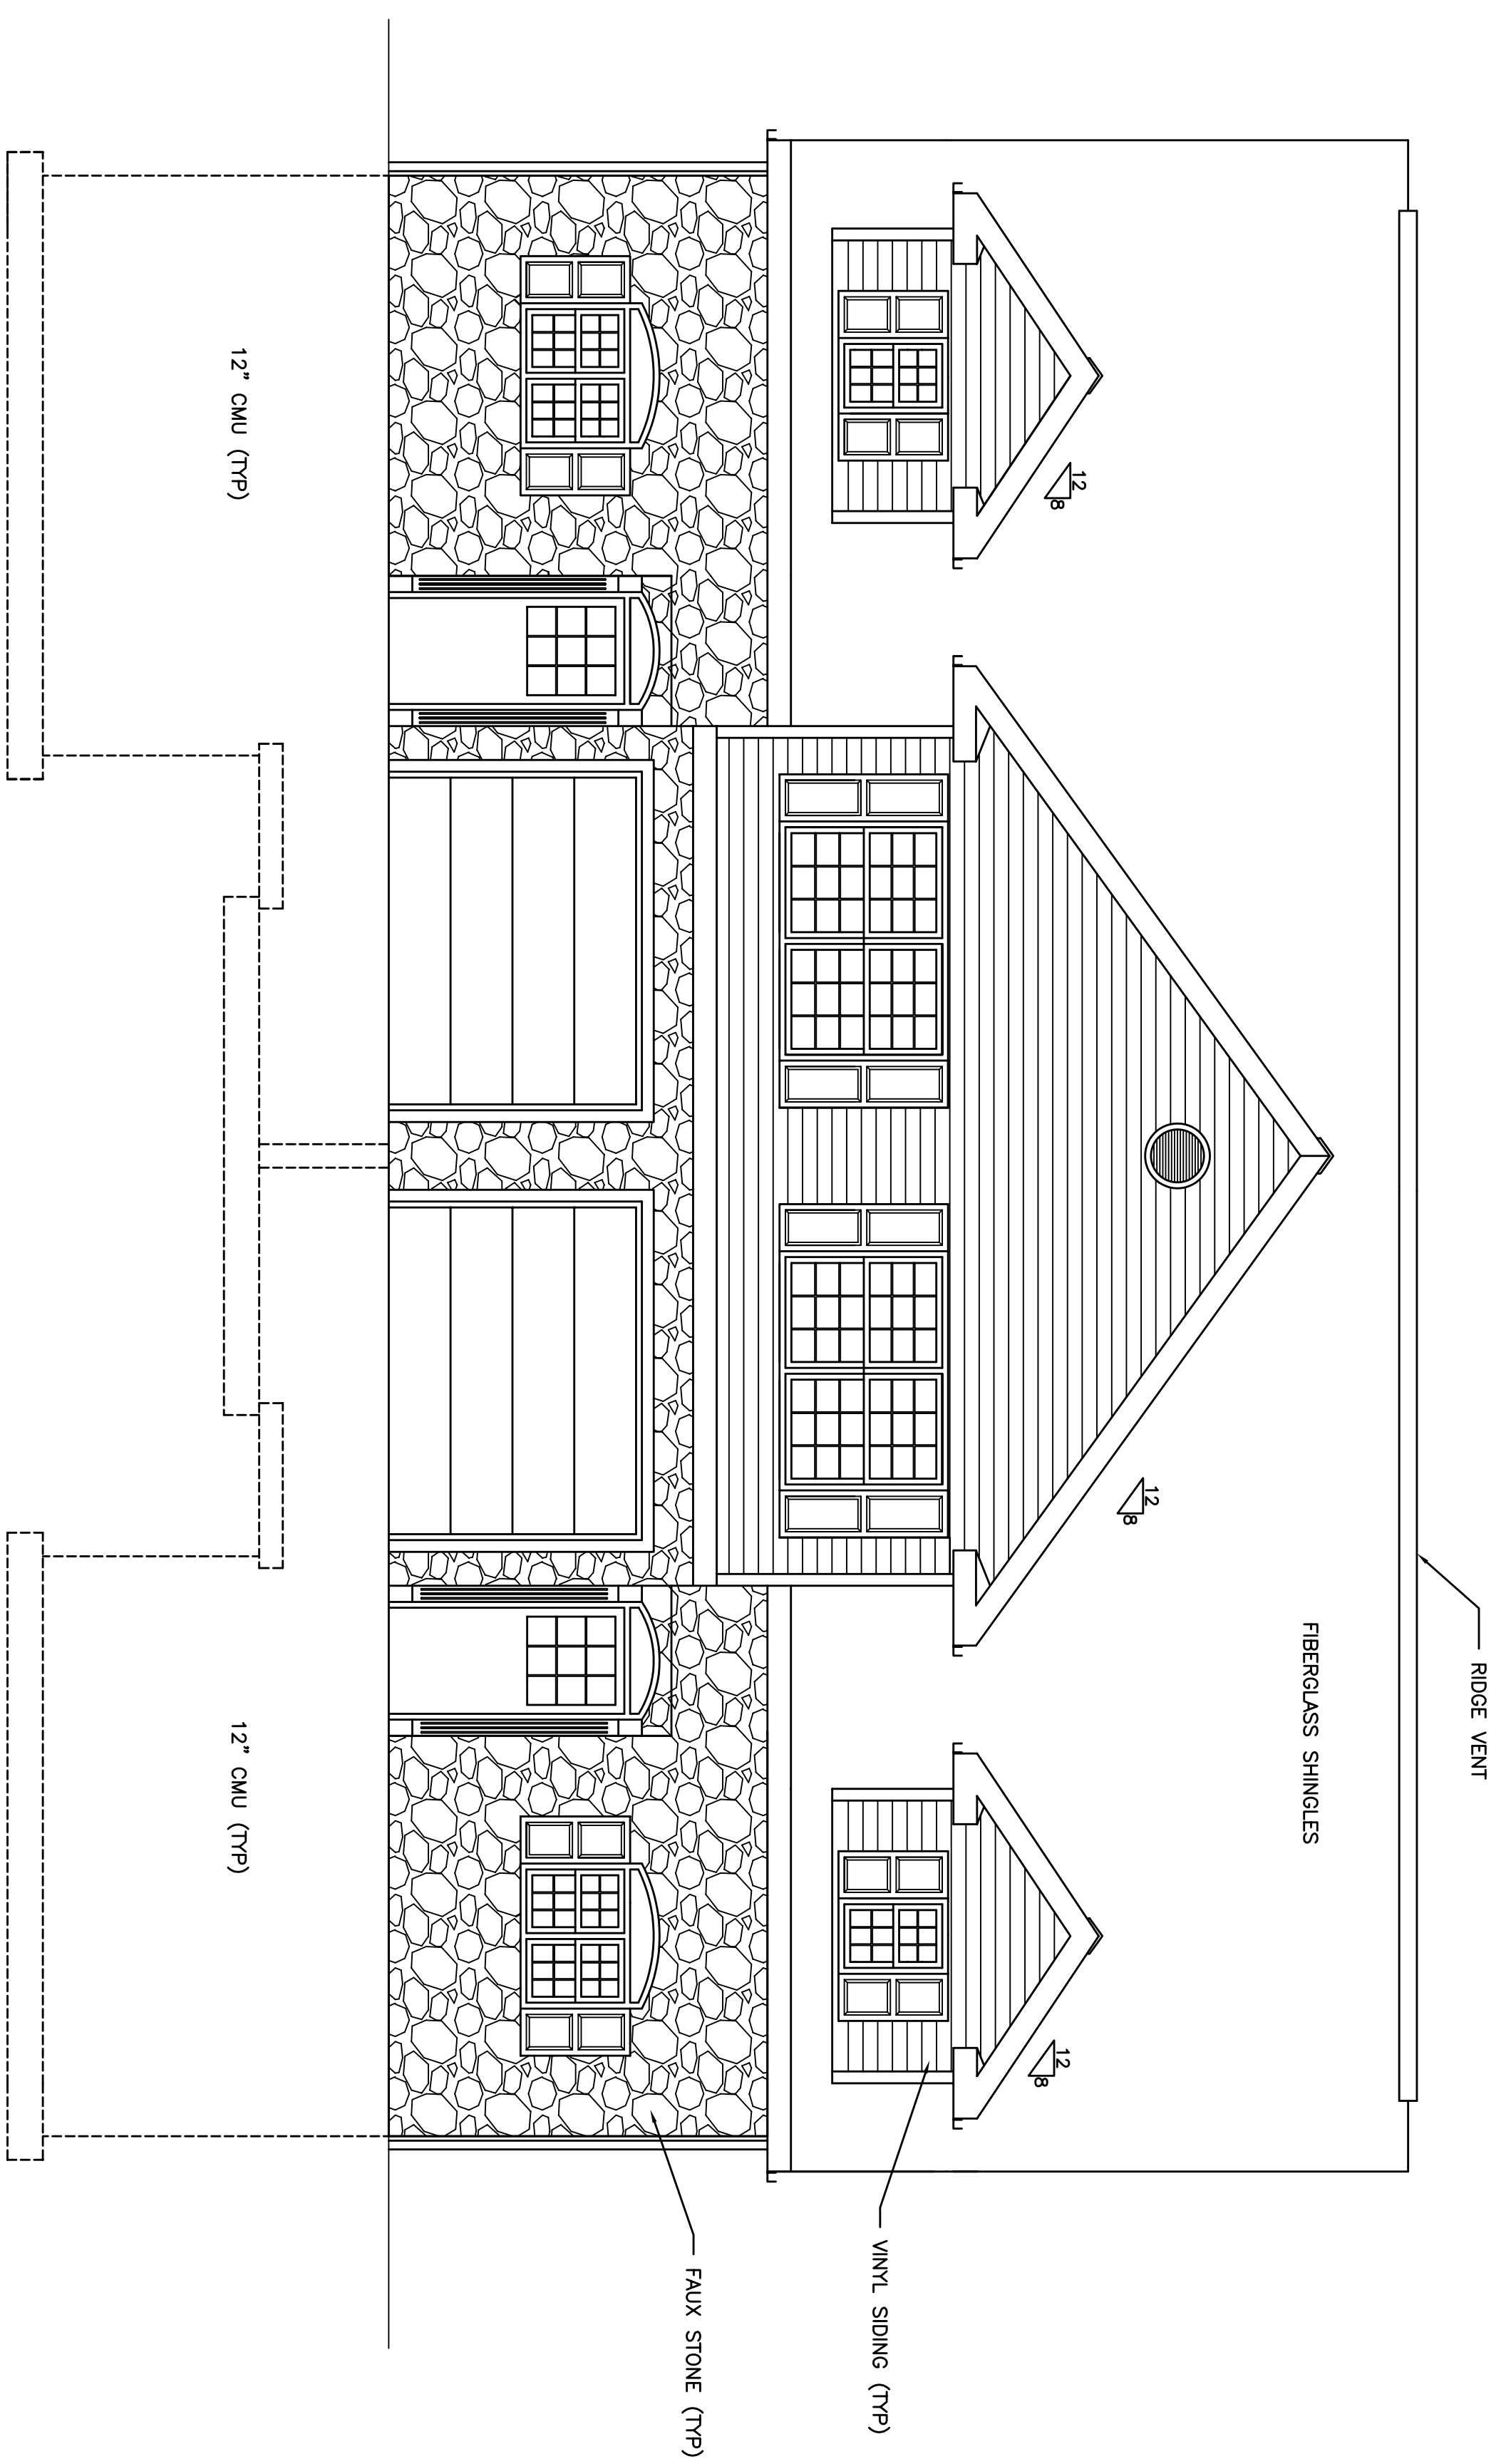 RIDGE VENT
FIBERGLASS SHINGLES
12
8
12
8
12
8
VINYL SIDING (TYP)
FAUX STONE (TYP)
12" CMU (TYP)
12" CMU (TYP)